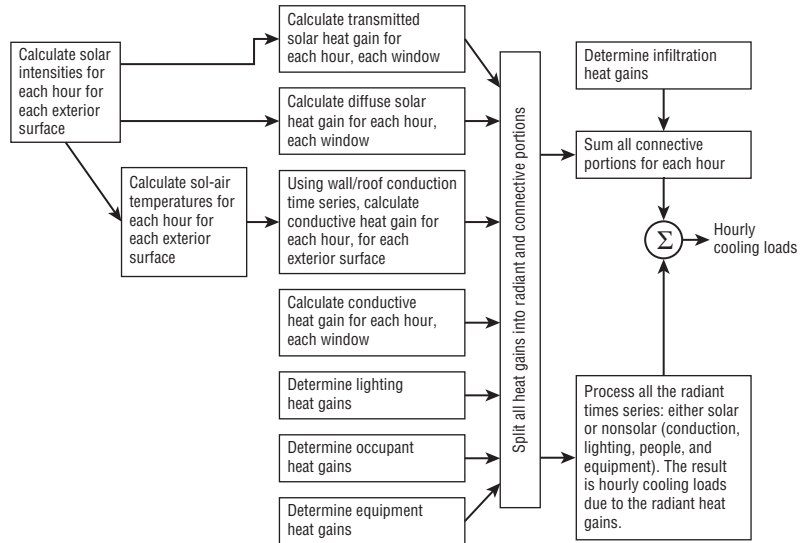 Calculate solar
intensities for
each hour for
each exterior
surface
Calculate transmitted
solar heat gain for
each hour, each window
Calculate diffuse solar
heat gain for each hour,
each window
Calculate sol-air
temperatures for
each hour for
each exterior
surface
Using wall/roof conduction
time series, calculate
conductive heat gain for
each hour, for each
exterior surface
Calculate conductive
heat gain for each hour,
each window
Determine lighting
heat gains
Determine occupant
heat gains
Determine equipment
heat gains
Split all heat gains into radiant and connective portions
Determine infiltration
heat gains
Sum all connective
portions for each hour
Σ
Hourly
cooling loads
Process all the radiant
times series: either solar
or nonsolar (conduction,
lighting, people, and
equipment). The result
is hourly cooling loads
due to the radiant heat
gains.